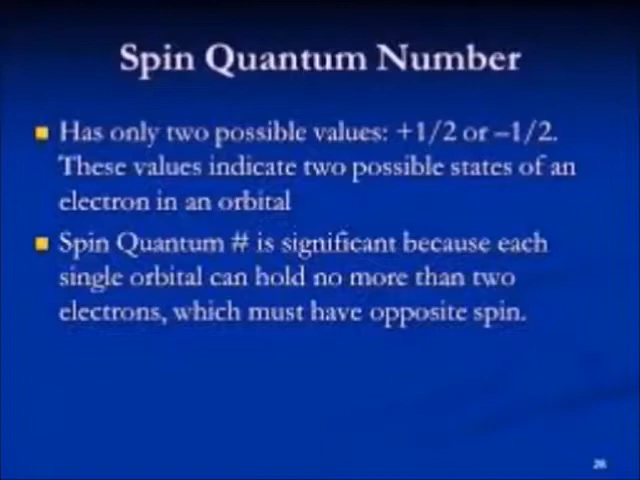 Spin Quantum Number
Has only two possible values: +1/2 or –1/2.
These values indicate two possible states of an
electron in an orbital
Spin Quantum # is significant because each
single orbital can hold no more than two
electrons, which must have opposite spin.